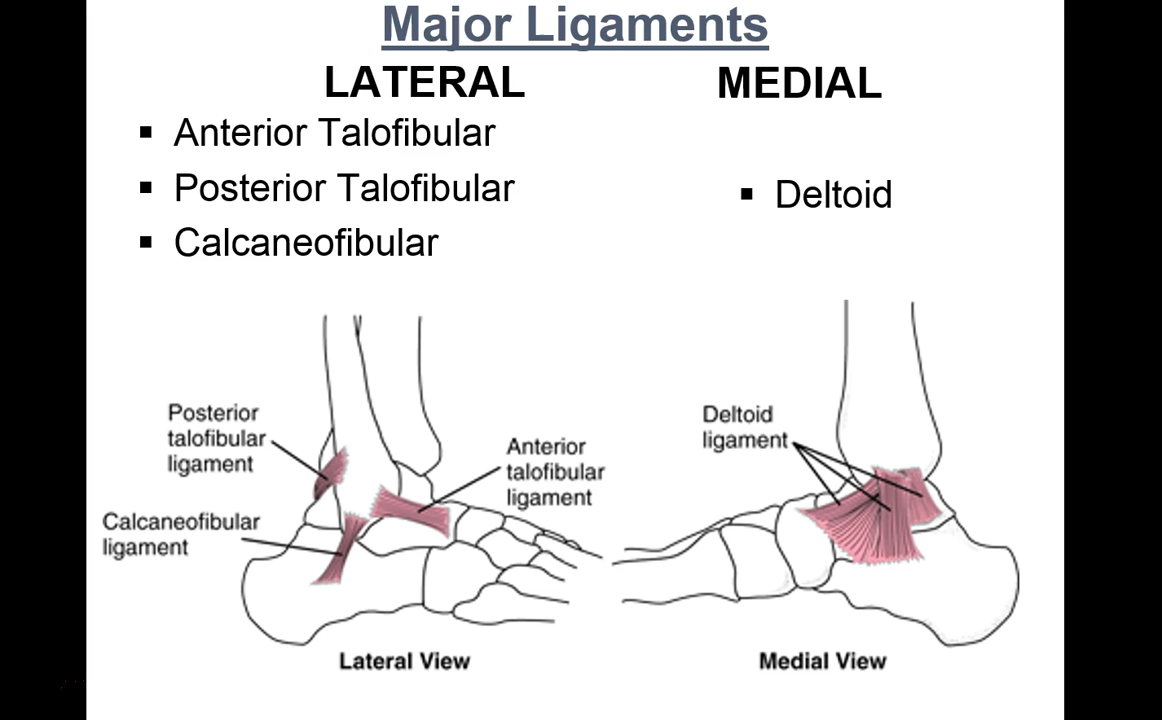 Major Ligaments
LATERAL
MEDIAL
▪ Anterior Talofibular
▪ Posterior Talofibular
▪ Calcaneofibular
▪ Deltoid
Posterior
talofibular
ligament
Anterior
talofibular
ligament
Calcaneofibular
ligament
Lateral View
Deltoid
ligament
Medial View